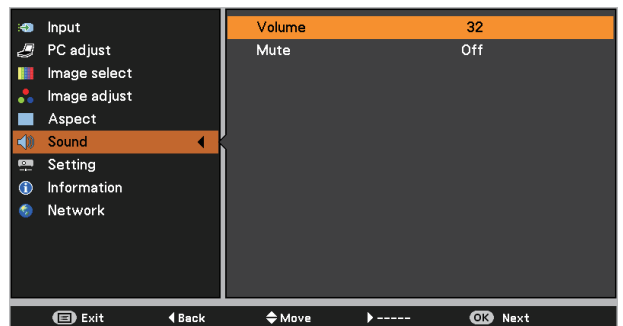 Input
PC adjust
Image select
Image adjust
Aspect
Sound
Setting
Information
Network
Volume 32
Mute Off
Exit Back Move ----- OK Next